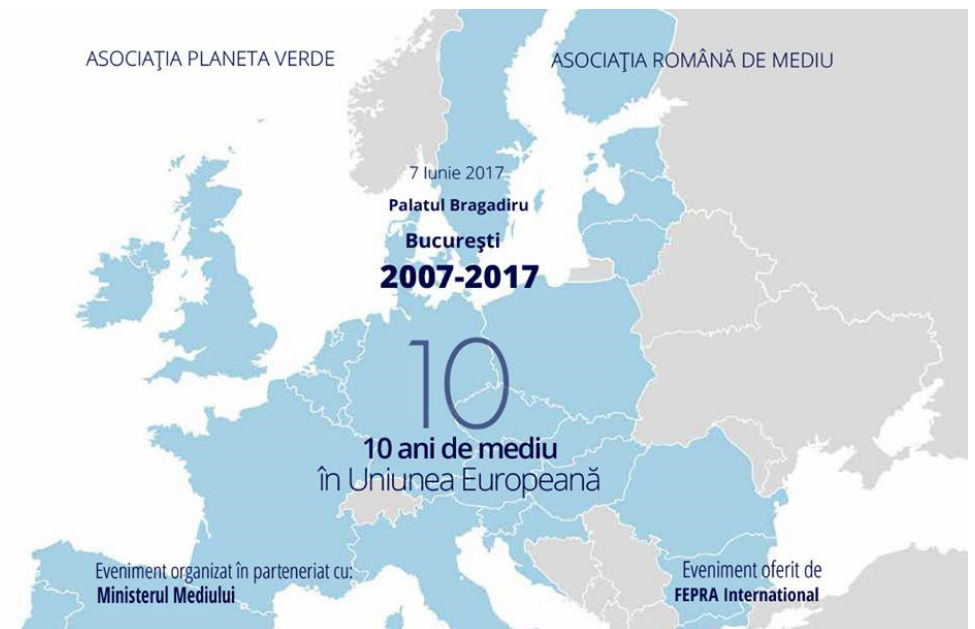 ASOCIAŢIA PLANETA VERDE
ASOCIAŢIA ROMÂNĂ DE MEDIU
7 Iunie 2017
Palatul Bragadiru
Bucureşti
2007-2017
10
10 ani de mediu
în Uniunea Europeană
Eveniment organizat în parteneriat cu:
Ministerul Mediului
Eveniment oferit de
FEPRA International